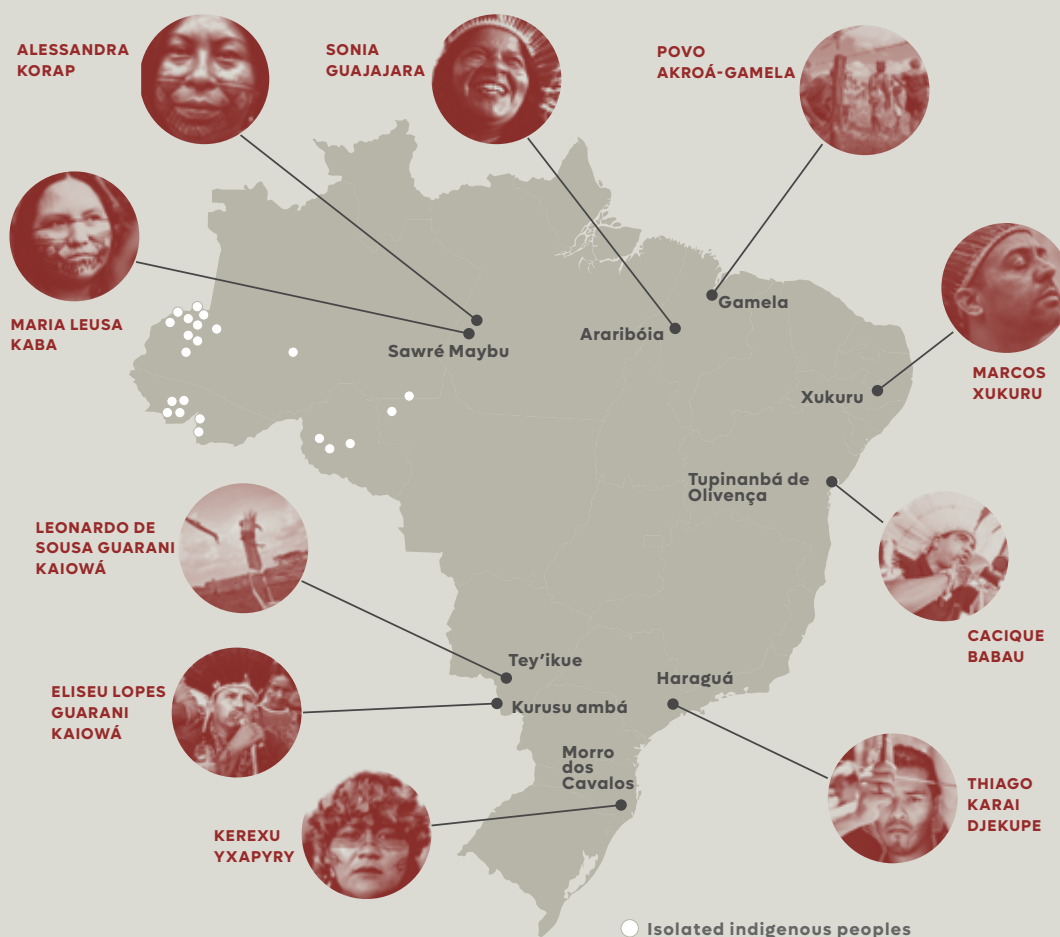 ALESSANDRA
KORAP
SONIA
GUAJAJARA
POVO
AKROÁ-GAMELA
MARIA LEUSA
KABA
Gamela
Araribóia
Sawré Maybu
MARCOS
XUKURU
Xukuru
Tupinanbá de
Olivença
LEONARDO DE
SOUSA GUARANI
KAIOWÁ
CACIQUE
BABAU
Tey’ikue
Haraguá
ELISEU LOPES
GUARANI
KAIOWÁ
Kurusu ambá
Morro
dos
Cavalos
THIAGO
KARAI
DJEKUPE
KEREXU
YXAPYRY
Isolated indigenous peoples